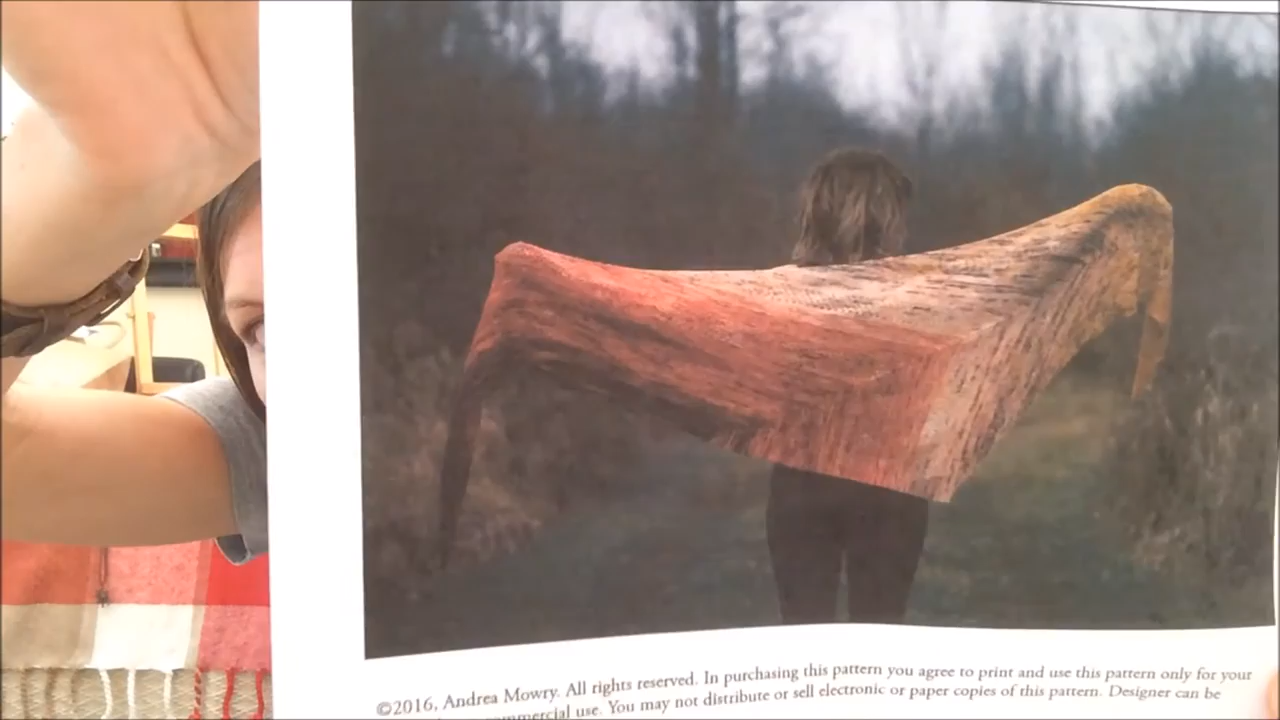 ©2016, Andrea Mowry. All rights reserved. In purchasing this pattern you agree to print and use this pattern only for your
commercial use. You may not distribute or sell electronic or paper copies of this pattern. Designer can be